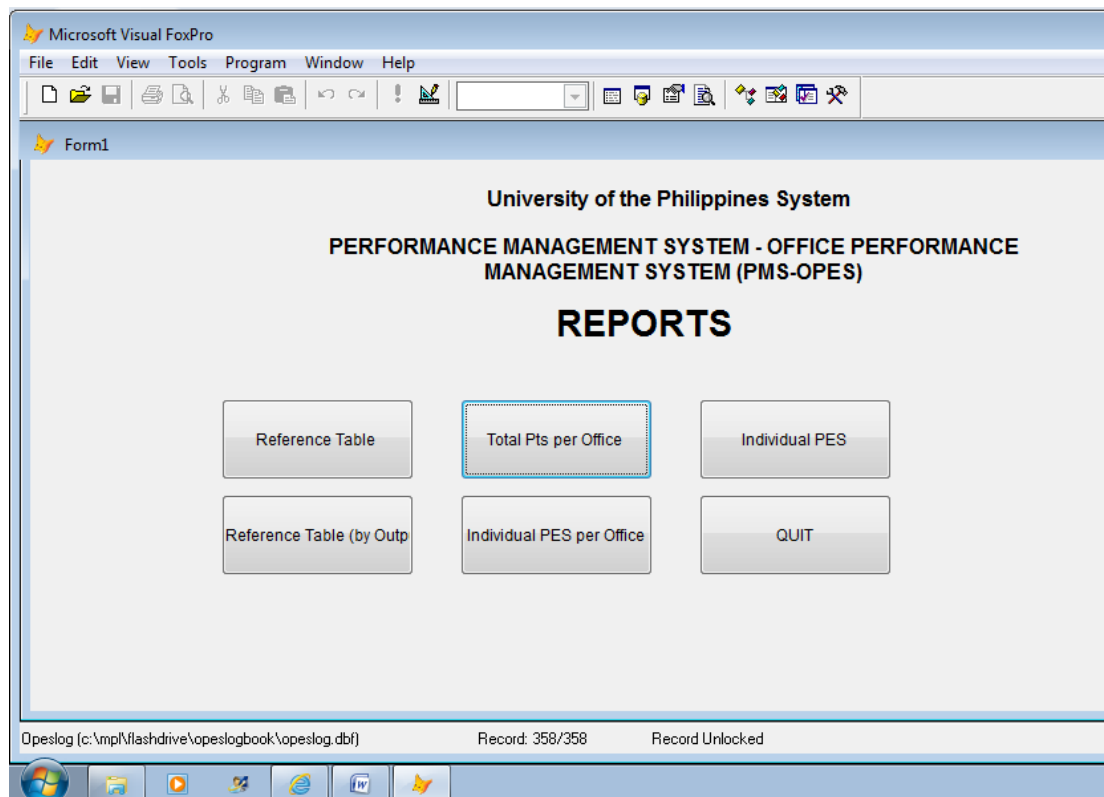 Microsoft Visual FoxPro
File Edit View Tools Program Window Help
Form1
University of the Philippines System
PERFORMANCE MANAGEMENT SYSTEM - OFFICE PERFORMANCE
MANAGEMENT SYSTEM (PMS-OPES)
REPORTS
Reference Table Total Pts per Office Individual PES
Reference Table (by Outp Individual PES per Office QUIT
Opeslog (c:\mpl\flashdrive\opeslogbook\opeslog.dbf) Record: 358/358 Record Unlocked